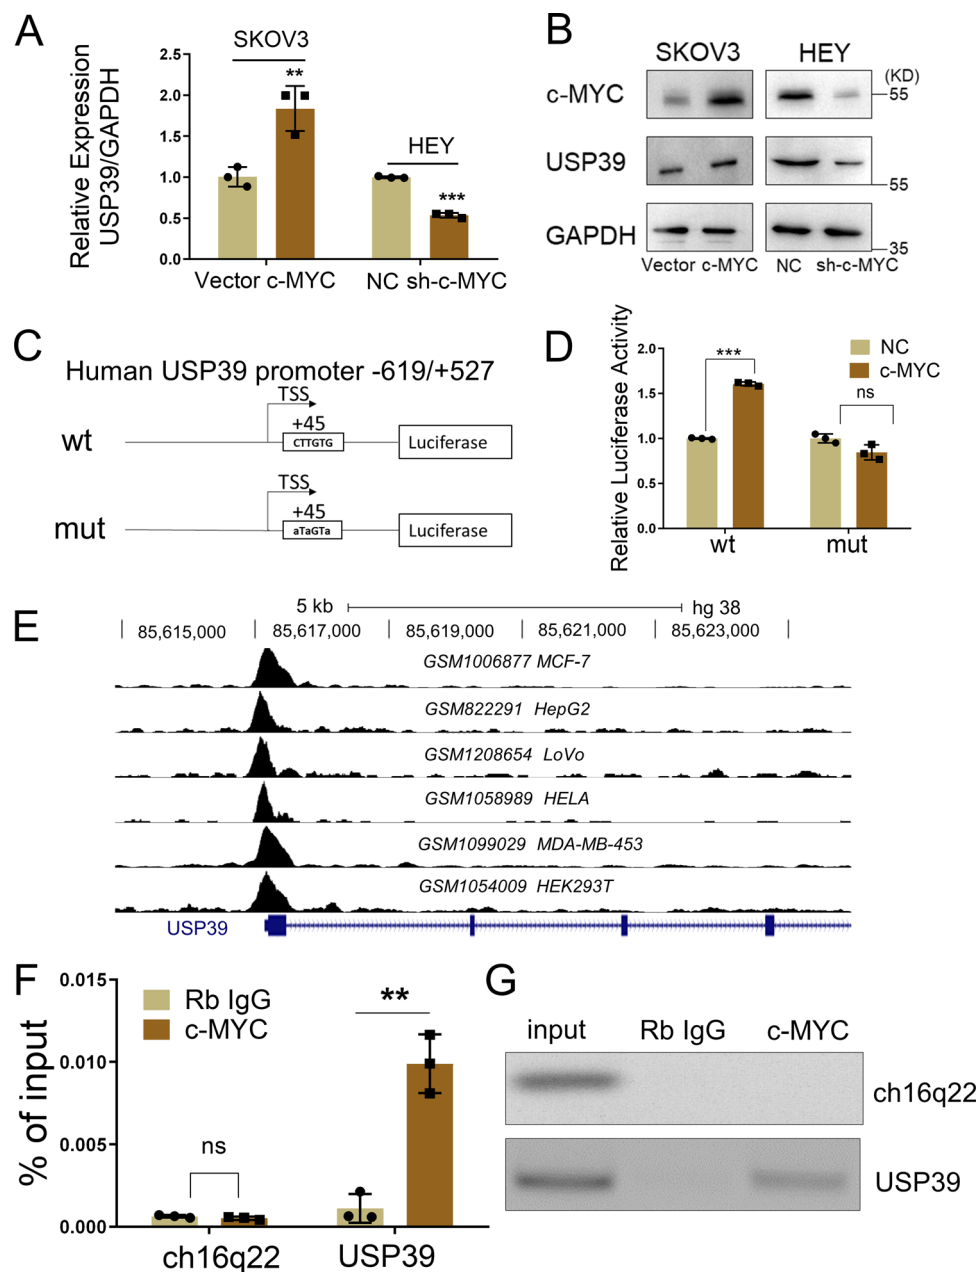 A
Relative Expression
USP39/GAPDH
2.5
2.0
1.5
1.0
0.5
0.0
SKOV3
**
HEY
***
Vector c-MYC
NC sh-c-MYC
B
SKOV3
HEY
(KD)
c-MYC
55
USP39
55
GAPDH
35
Vector c-MYC
NC sh-c-MYC
C
Human USP39 promoter -619/+527
wt
TSS
+45
CTTGTG
Luciferase
mut
TSS
+45
aTaGTa
Luciferase
D
Relative Luciferase Activity
2.0
1.5
1.0
0.5
0.0
***
ns
NC
c-MYC
wt
mut
E
5 kb
hg 38
85,615,000
85,617,000
85,619,000
85,621,000
85,623,000
GSM1006877 MCF-7
GSM822291 HepG2
GSM1208654 LoVo
GSM1058989 HELA
GSM1099029 MDA-MB-453
GSM1054009 HEK293T
USP39
F
% of input
0.015
0.010
0.005
0.000
Rb IgG
c-MYC
ns
**
ch16q22
USP39
G
input
Rb IgG
c-MYC
ch16q22
USP39